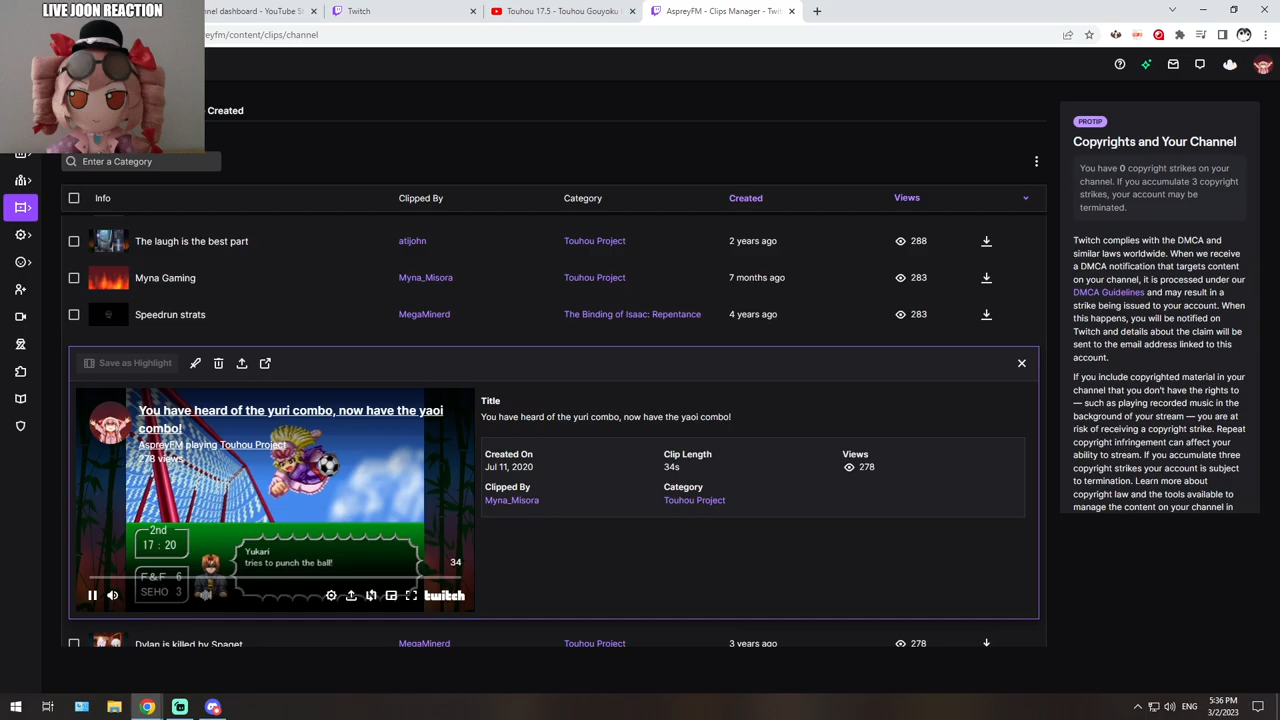 LIVE JOON REACTION
nnel dashboard - YouTube St
Twitch
Touhou 17.5 - Touhou Gouyoku I
AspreyFM - Clips Manager - Twit
reyfm/content/clips/channel
Created
Enter a Category
Info
Clipped By
Category
Created
Views
The laugh is the best part
atijohn
Touhou Project
2 years ago
288
Myna Gaming
Myna_Misora
Touhou Project
7 months ago
283
Speedrun strats
MegaMinerd
The Binding of Isaac: Repentance
4 years ago
283
Save as Highlight
You have heard of the yuri combo, now have the yaoi
combo!
AspreyFM playing Touhou Project
278 views
2nd
17 : 20
F&F 6
SEHO 3
Yukari
tries to punch the ball!
34
twitch
Title
You have heard of the yuri combo, now have the yaoi combo!
Created On
Jul 11, 2020
Clip Length
34s
Views
278
Clipped By
Myna_Misora
Category
Touhou Project
Dylan is killed by Spaget
MegaMinerd
Touhou Project
3 years ago
278
PROTIP
Copyrights and Your Channel
You have 0 copyright strikes on
your channel. If you accumulate 3 copyright
strikes, your account may be
terminated.
Twitch complies with the DMCA and
similar laws worldwide. When we receive
a DMCA notification that targets content
on your channel, it is processed under our
DMCA Guidelines and may result in a
strike being issued to your account. When
this happens, you will be notified on
Twitch and details about the claim will be
sent to the email address linked to this
account.
If you include copyrighted material in your
channel that you don't have the rights to
— such as playing recorded music in the
background of your stream — you are at
risk of receiving a copyright strike. Repeat
copyright infringement can affect your
ability to stream. If you accumulate three
copyright strikes your account is subject
to termination. Learn more about
copyright law and the tools available to
manage the content on your channel in
ENG
5:36 PM
3/2/2023